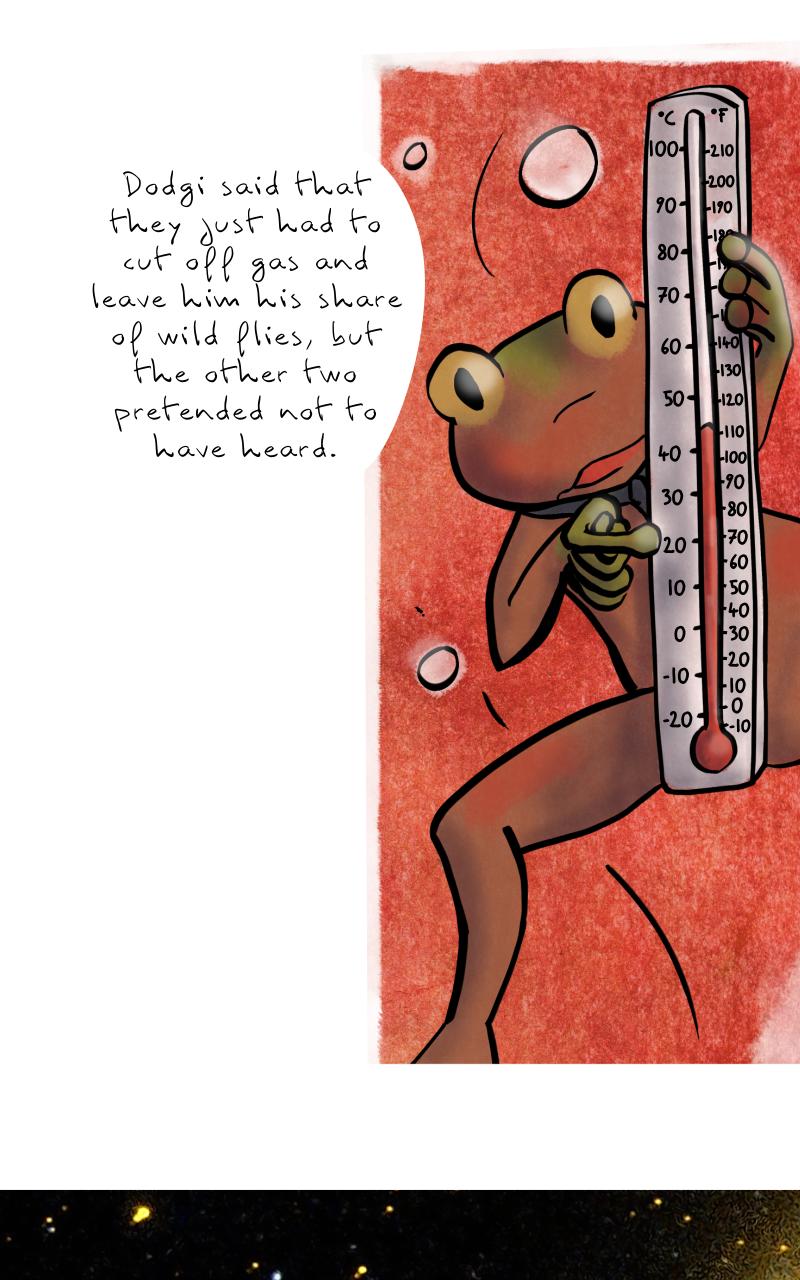 Dodgi said that
they just had to
cut off gas and
leave him his share
of wild flies, but
the other two
pretended not to
have heard.
°C °F
100 210
200
90 190
80
70
60 140
130
50 120
110
40 100
90
30 80
20 70
60
10 50
40
0 30
20
-10 10
0
-20 -10